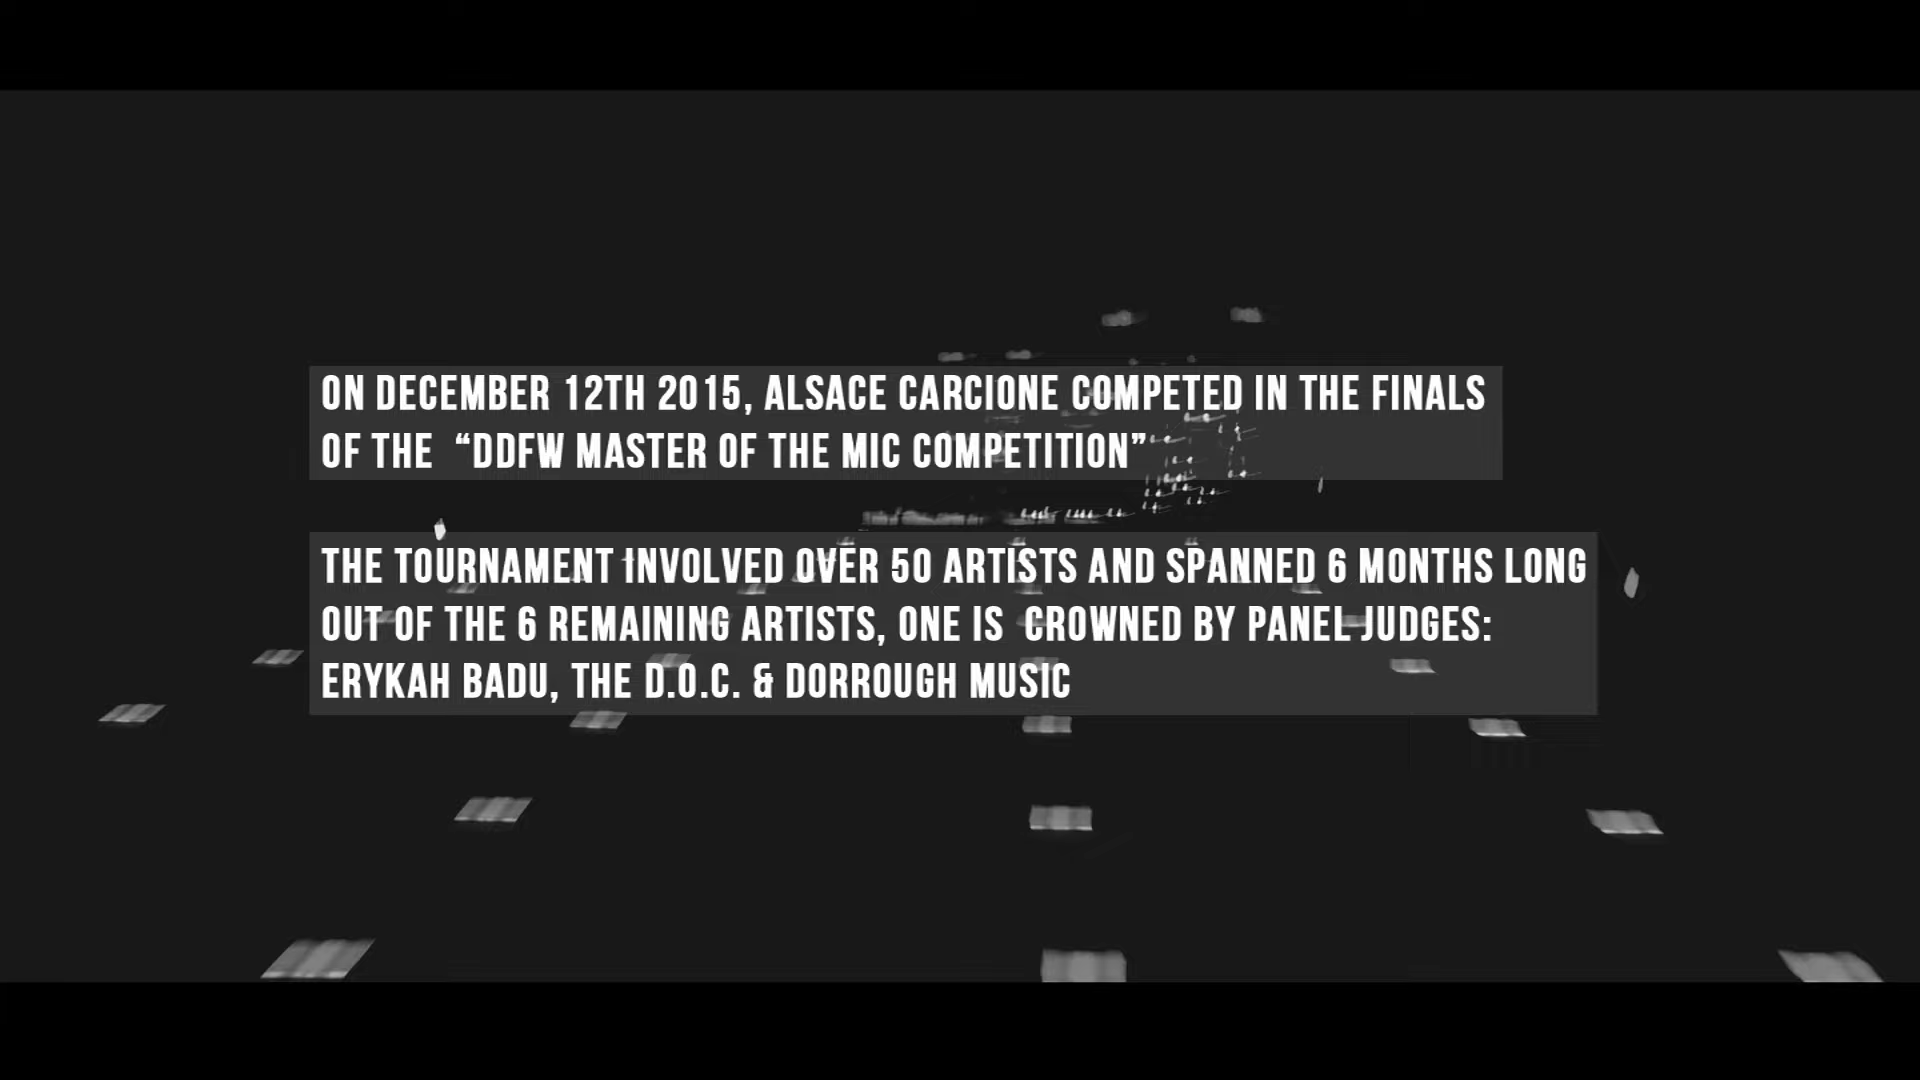 ON DECEMBER 12TH 2015, ALSACE CARCIONE COMPETED IN THE FINALS
OF THE “DDFW MASTER OF THE MIC COMPETITION”
THE TOURNAMENT INVOLVED OVER 50 ARTISTS AND SPANNED 6 MONTHS LONG
OUT OF THE 6 REMAINING ARTISTS, ONE IS CROWNED BY PANEL JUDGES:
ERYKAH BADU, THE D.O.C. & DORROUGH MUSIC